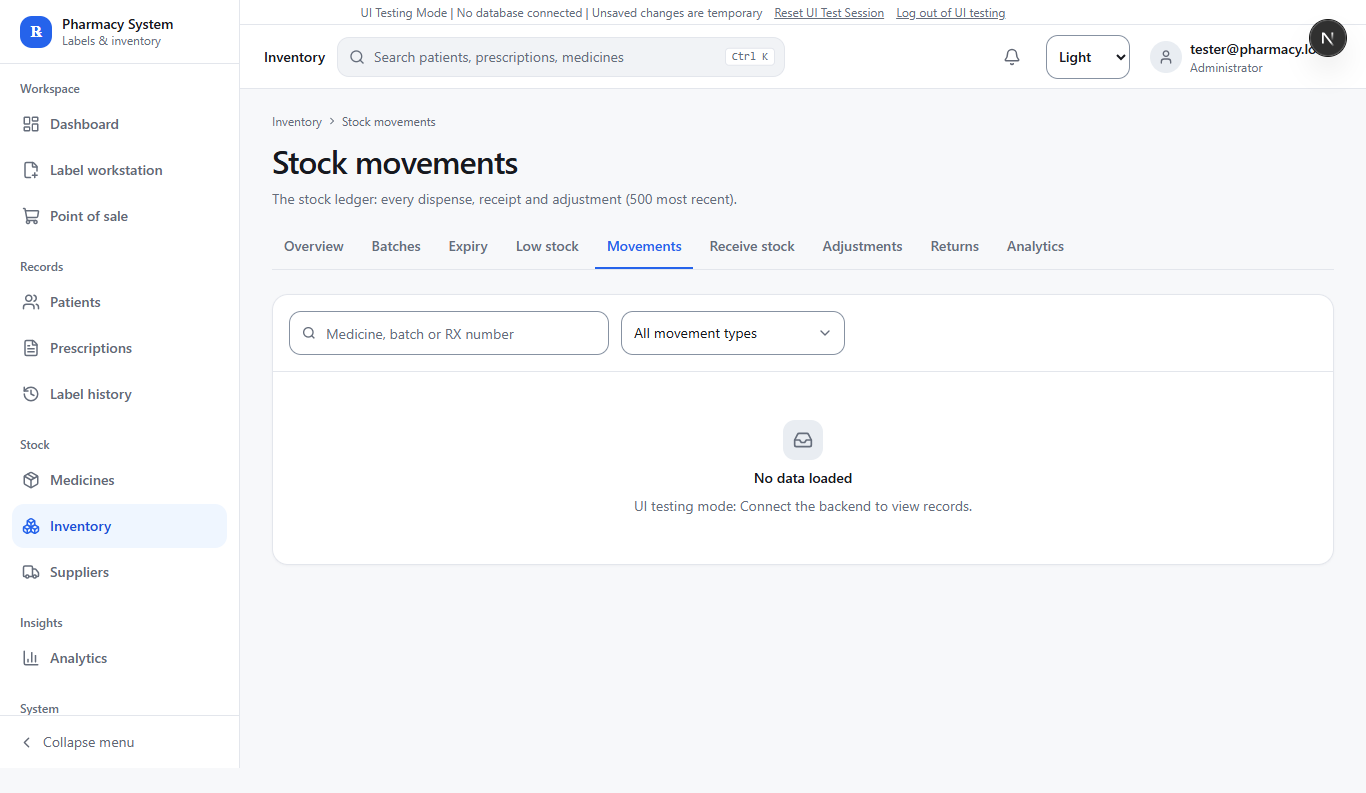 UI Testing Mode | No database connected | Unsaved changes are temporary Reset UI Test Session Log out of UI testing
Pharmacy System
Labels & inventory
Inventory
Search patients, prescriptions, medicines
Ctrl K
Light
tester@pharmacy.lo
Administrator
N
Workspace
Dashboard
Label workstation
Point of sale
Records
Patients
Prescriptions
Label history
Stock
Medicines
Inventory
Suppliers
Insights
Analytics
System
Collapse menu
Inventory > Stock movements
Stock movements
The stock ledger: every dispense, receipt and adjustment (500 most recent).
Overview Batches Expiry Low stock Movements Receive stock Adjustments Returns Analytics
Medicine, batch or RX number
All movement types
No data loaded
UI testing mode: Connect the backend to view records.